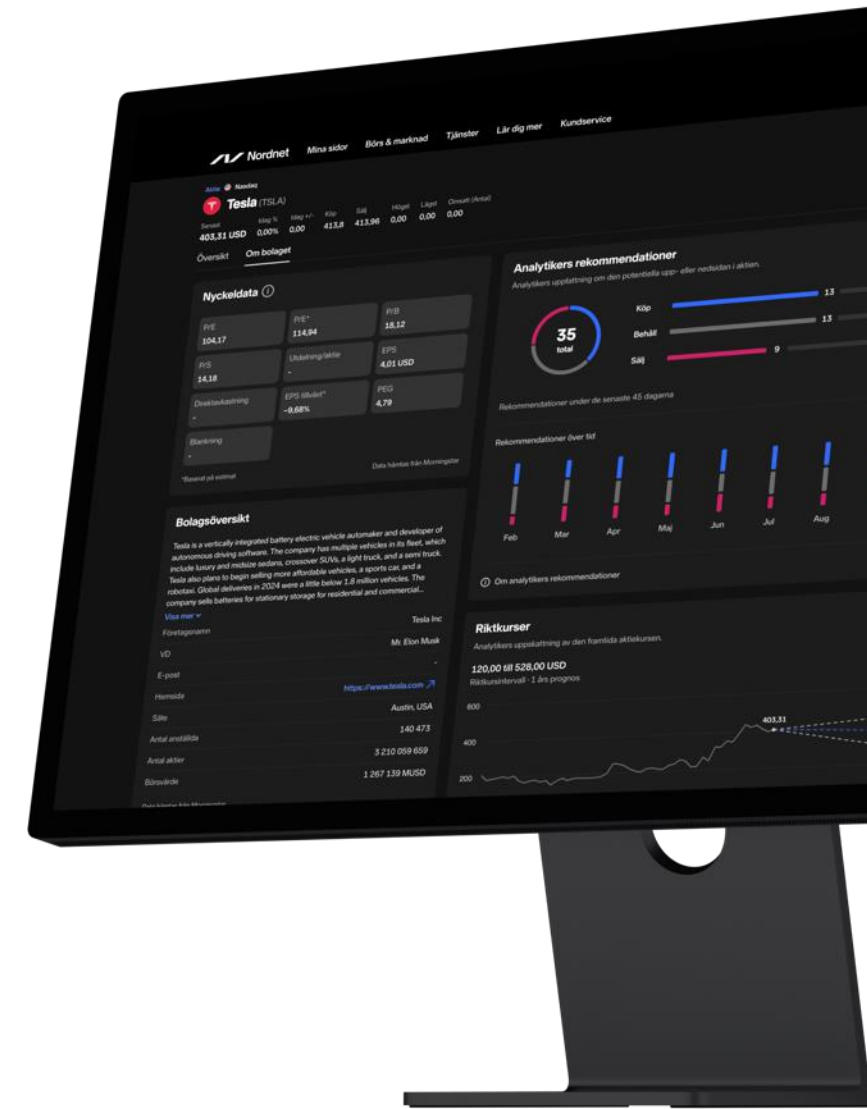 Nordnet Mina sidor Börs & marknad Tjänster Lär dig mer Kundservice
Aktie Nasdaq
Tesla (TSLA)
Senast Idag % Idag +/- Köp Sälj Högst Lägst Omsatt (Antal)
403,31 USD 0,00% 0,00 413,8 413,96 0,00 0,00 0,00
Översikt Om bolaget
Nyckeldata
P/E P/E* P/B
104,17 114,94 18,12
P/S Utdelning/aktie EPS
14,18 - 4,01 USD
Direktavkastning EPS tillväxt* PEG
- -9,68% 4,79
Blankning
-
*Baserat på estimat
Data hämtas från Morningstar
Bolagsöversikt
Tesla is a vertically integrated battery electric vehicle automaker and developer of
autonomous driving software. The company has multiple vehicles in its fleet, which
include luxury and midsize sedans, crossover SUVs, a light truck, and a semi truck.
Tesla also plans to begin selling more affordable vehicles, a sports car, and a
robotaxi. Global deliveries in 2024 were a little below 1.8 million vehicles. The
company sells batteries for stationary storage for residential and commercial...
Visa mer
Företagsnamn Tesla Inc
VD Mr. Elon Musk
E-post -
Hemsida https://www.tesla.com
Säte Austin, USA
Antal anställda 140 473
Antal aktier 3 210 059 659
Börsvärde 1 267 139 MUSD
Data hämtas från Morningstar
Analytikers rekommendationer
Analytikers uppfattning om den potentiella upp- eller nedsidan i aktien.
35
total
Köp 13
Behåll 13
Sälj 9
Rekommendationer under de senaste 45 dagarna
Rekommendationer över tid
Feb Mar Apr Maj Jun Jul Aug
Om analytikers rekommendationer
Riktkurser
Analytikers uppskattning av den framtida aktiekursen.
120,00 till 528,00 USD
Riktkursintervall · 1 års prognos
600
403,31
400
200